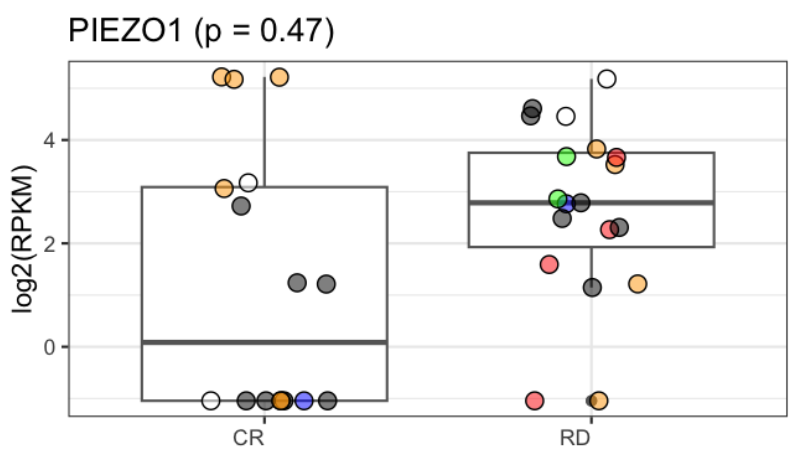 PIEZO1 (p = 0.47)
log2(RPKM)
4
2
0
CR
RD